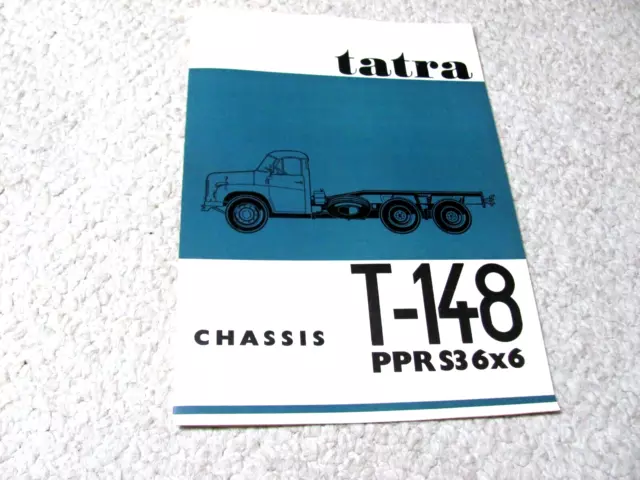 tatra
T-148
CHASSIS
PPR S3 6x6